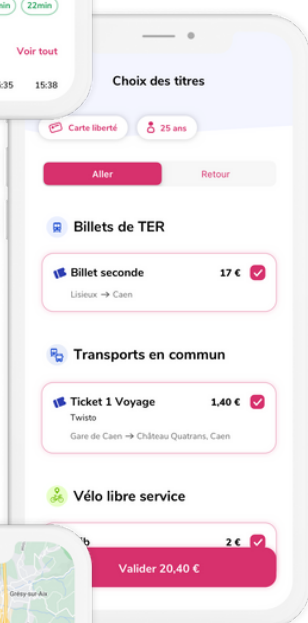 22min
Voir tout
15:38
Choix des titres
Carte liberté
25 ans
Aller
Retour
Billets de TER
Billet seconde
17 €
Lisieux → Caen
Transports en commun
Ticket 1 Voyage
1,40 €
Twisto
Gare de Caen → Château Quatrans, Caen
Vélo libre service
2 €
Valider 20,40 €
Grésy-sur-Aix